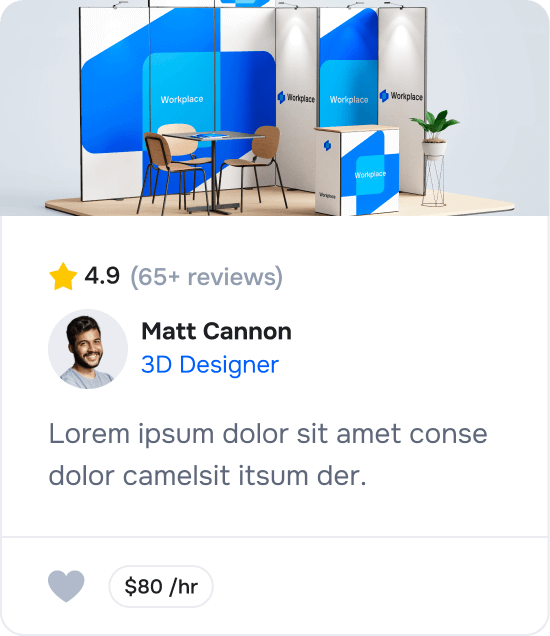 Workplace
Workplace
Workplace
Workplace
Workplace
Workplace
4.9 (65+ reviews)
Matt Cannon
3D Designer
Lorem ipsum dolor sit amet conse
dolor camelsit itsum der.
$80 /hr